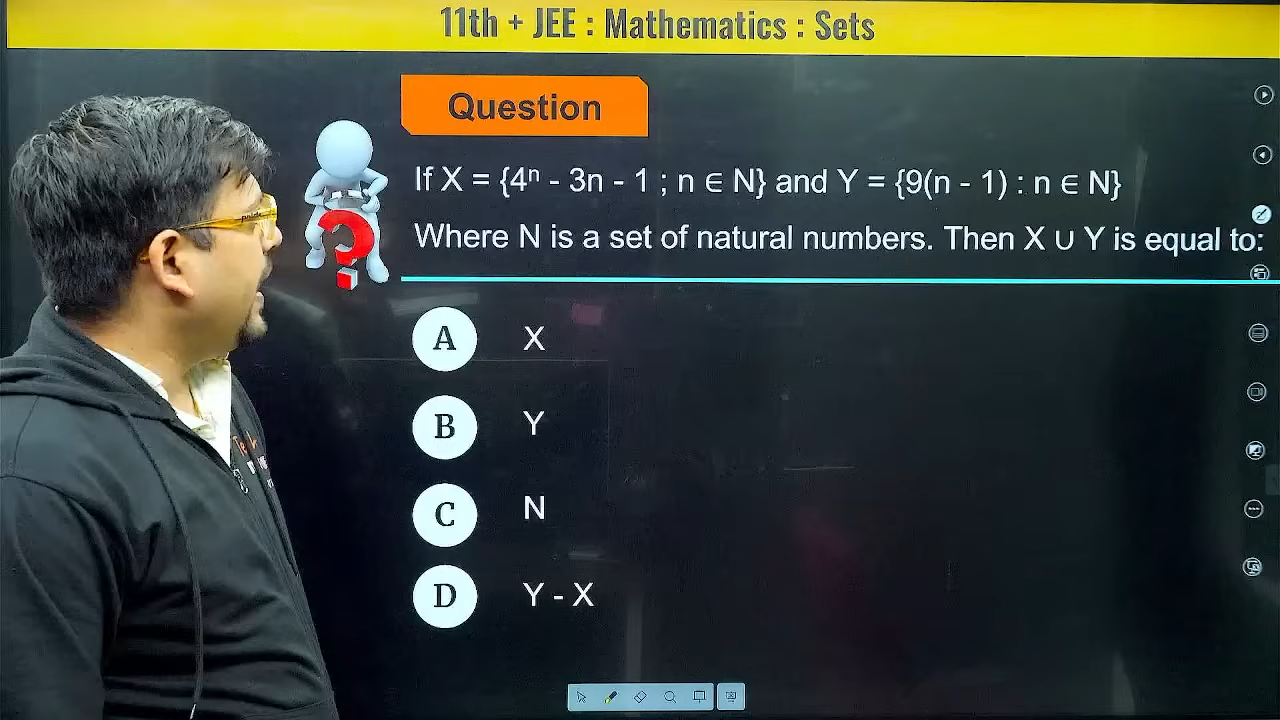 11th + JEE : Mathematics : Sets
Question
If X = {4ⁿ - 3n - 1 ; n ∈ N} and Y = {9(n - 1) : n ∈ N}
Where N is a set of natural numbers. Then X ∪ Y is equal to:
A X
B Y
C N
D Y - X